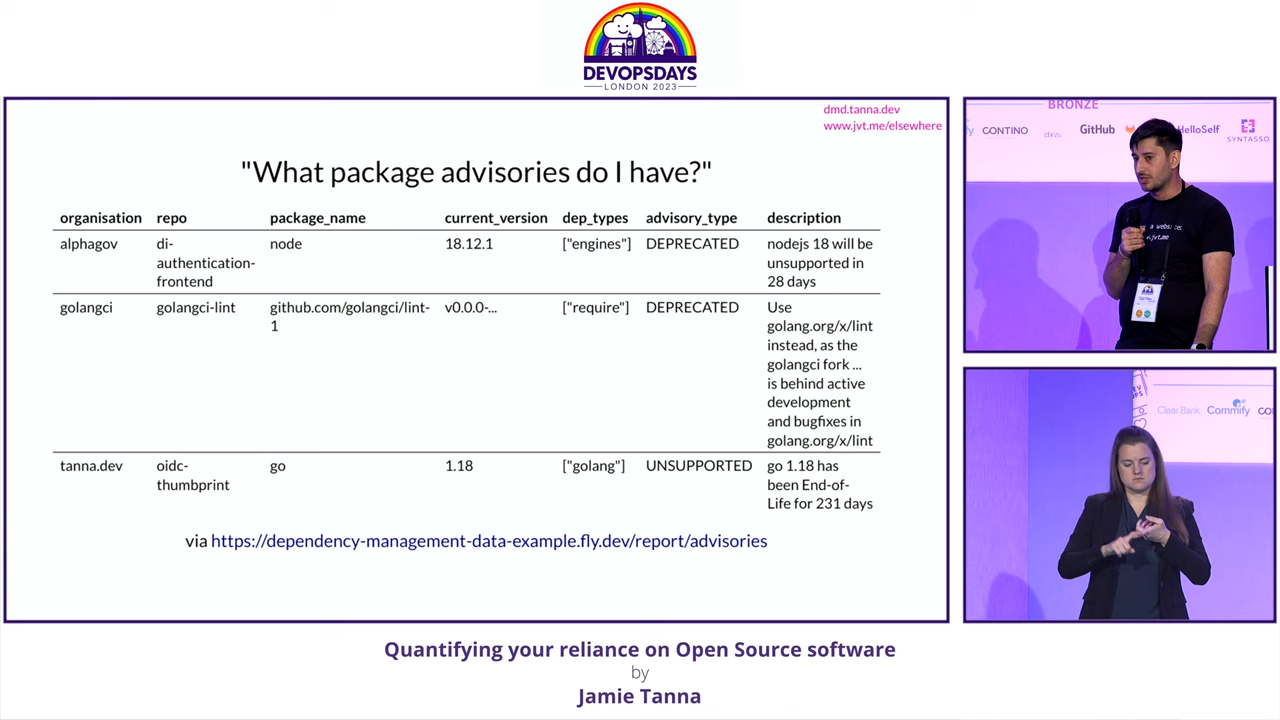 DEVOPSDAYS
LONDON 2023
dmd.tanna.dev
www.jvt.me/elsewhere
"What package advisories do I have?"
organisation repo package_name current_version dep_types advisory_type description
alphagov di-authentication-frontend node 18.12.1 ["engines"] DEPRECATED nodejs 18 will be unsupported in 28 days
golangci golangci-lint github.com/golangci/lint-1 v0.0.0-... ["require"] DEPRECATED Use golang.org/x/lint instead, as the golangci fork ... is behind active development and bugfixes in golang.org/x/lint
tanna.dev oidc-thumbprint go 1.18 ["golang"] UNSUPPORTED go 1.18 has been End-of-Life for 231 days
via https://dependency-management-data-example.fly.dev/report/advisories
BRONZE
CONTINO
GitHub
HelloSelf
SYNTASSO
Clear.Bank
Commify
Quantifying your reliance on Open Source software
by
Jamie Tanna